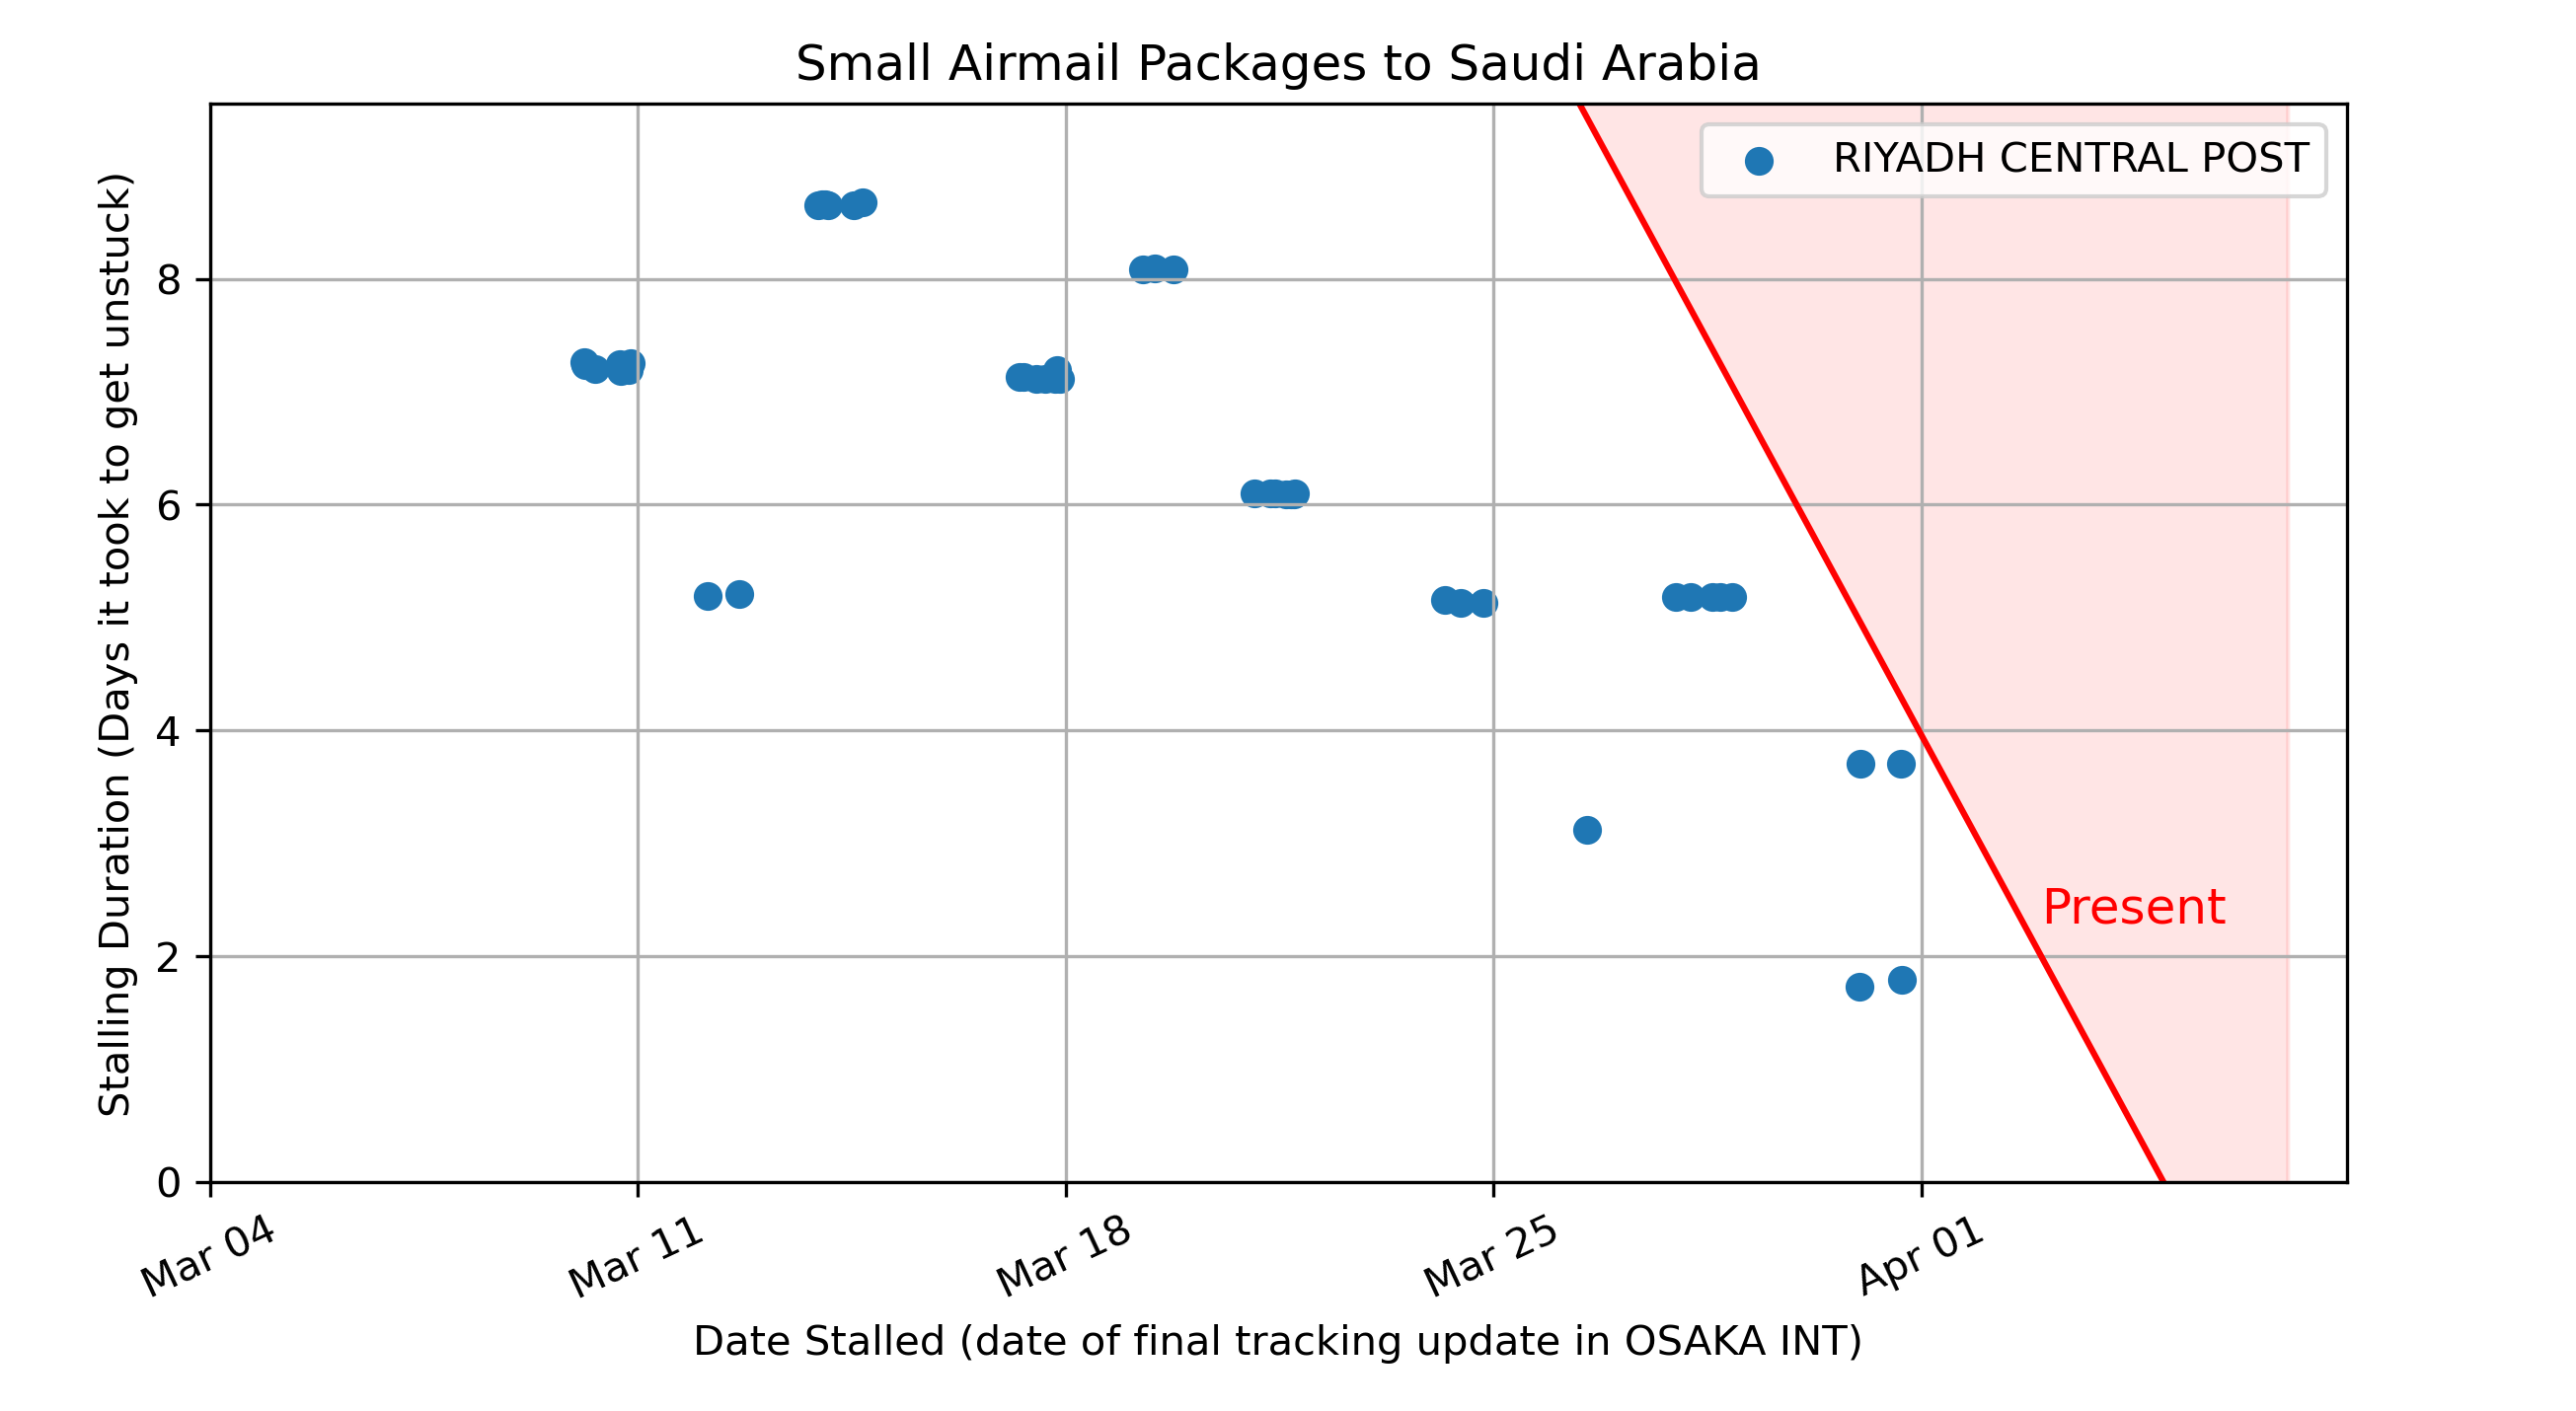 Small Airmail Packages to Saudi Arabia
RIYADH CENTRAL POST
Stalling Duration (Days it took to get unstuck)
8
6
4
2
0
Present
Mar 04
Mar 11
Mar 18
Mar 25
Apr 01
Date Stalled (date of final tracking update in OSAKA INT)